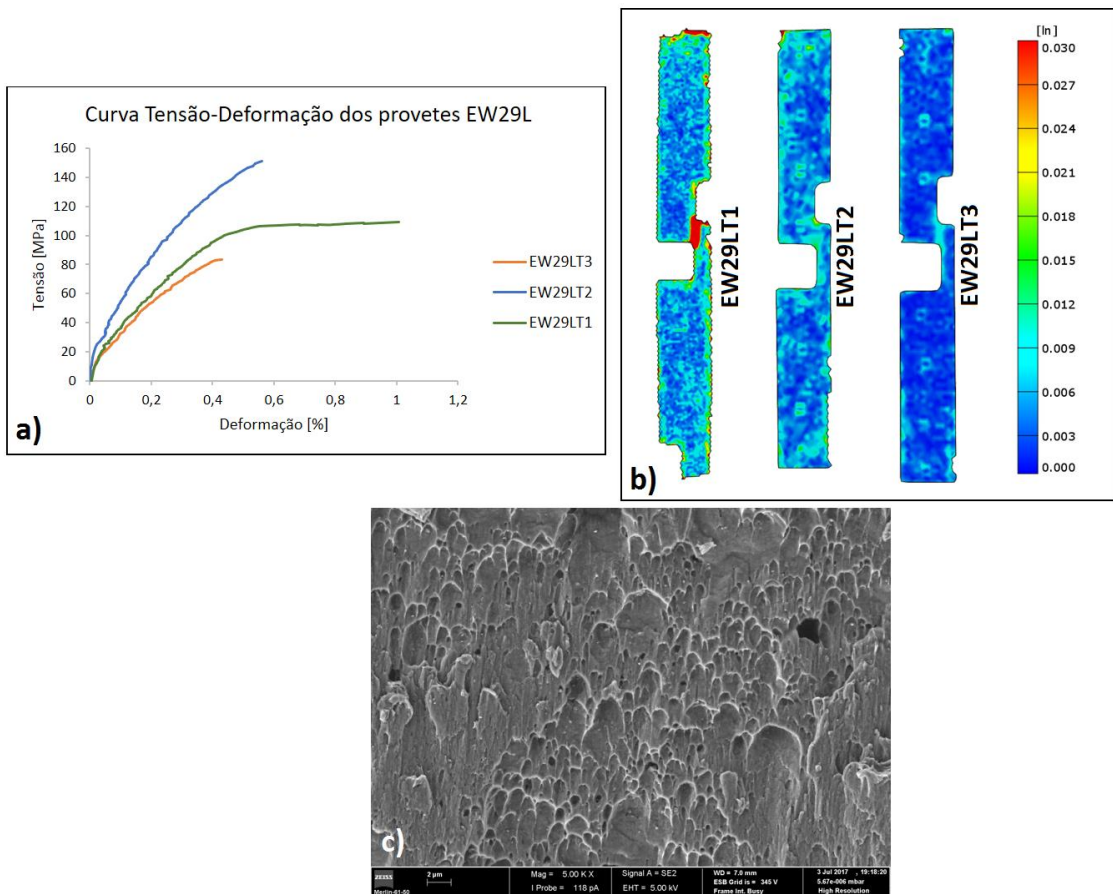 Curva Tensão-Deformação dos provetes EW29L
Tensão [MPa]
160
140
120
100
80
60
40
20
0
0
0,2
0,4
0,6
0,8
1
1,2
Deformação [%]
EW29LT3
EW29LT2
EW29LT1
a)
EW29LT1
EW29LT2
EW29LT3
[ln]
0.030
0.027
0.024
0.021
0.018
0.015
0.012
0.009
0.006
0.003
0.000
b)
c)
ZEISS
Merlin-61-50
2 µm
Mag = 5.00 K X
I Probe = 118 pA
Signal A = SE2
EHT = 5.00 kV
WD = 7.0 mm
ESB Grid is = 345 V
Frame Int. Busy
3 Jul 2017 ,19:18:20
5.67e-006 mbar
High Resolution